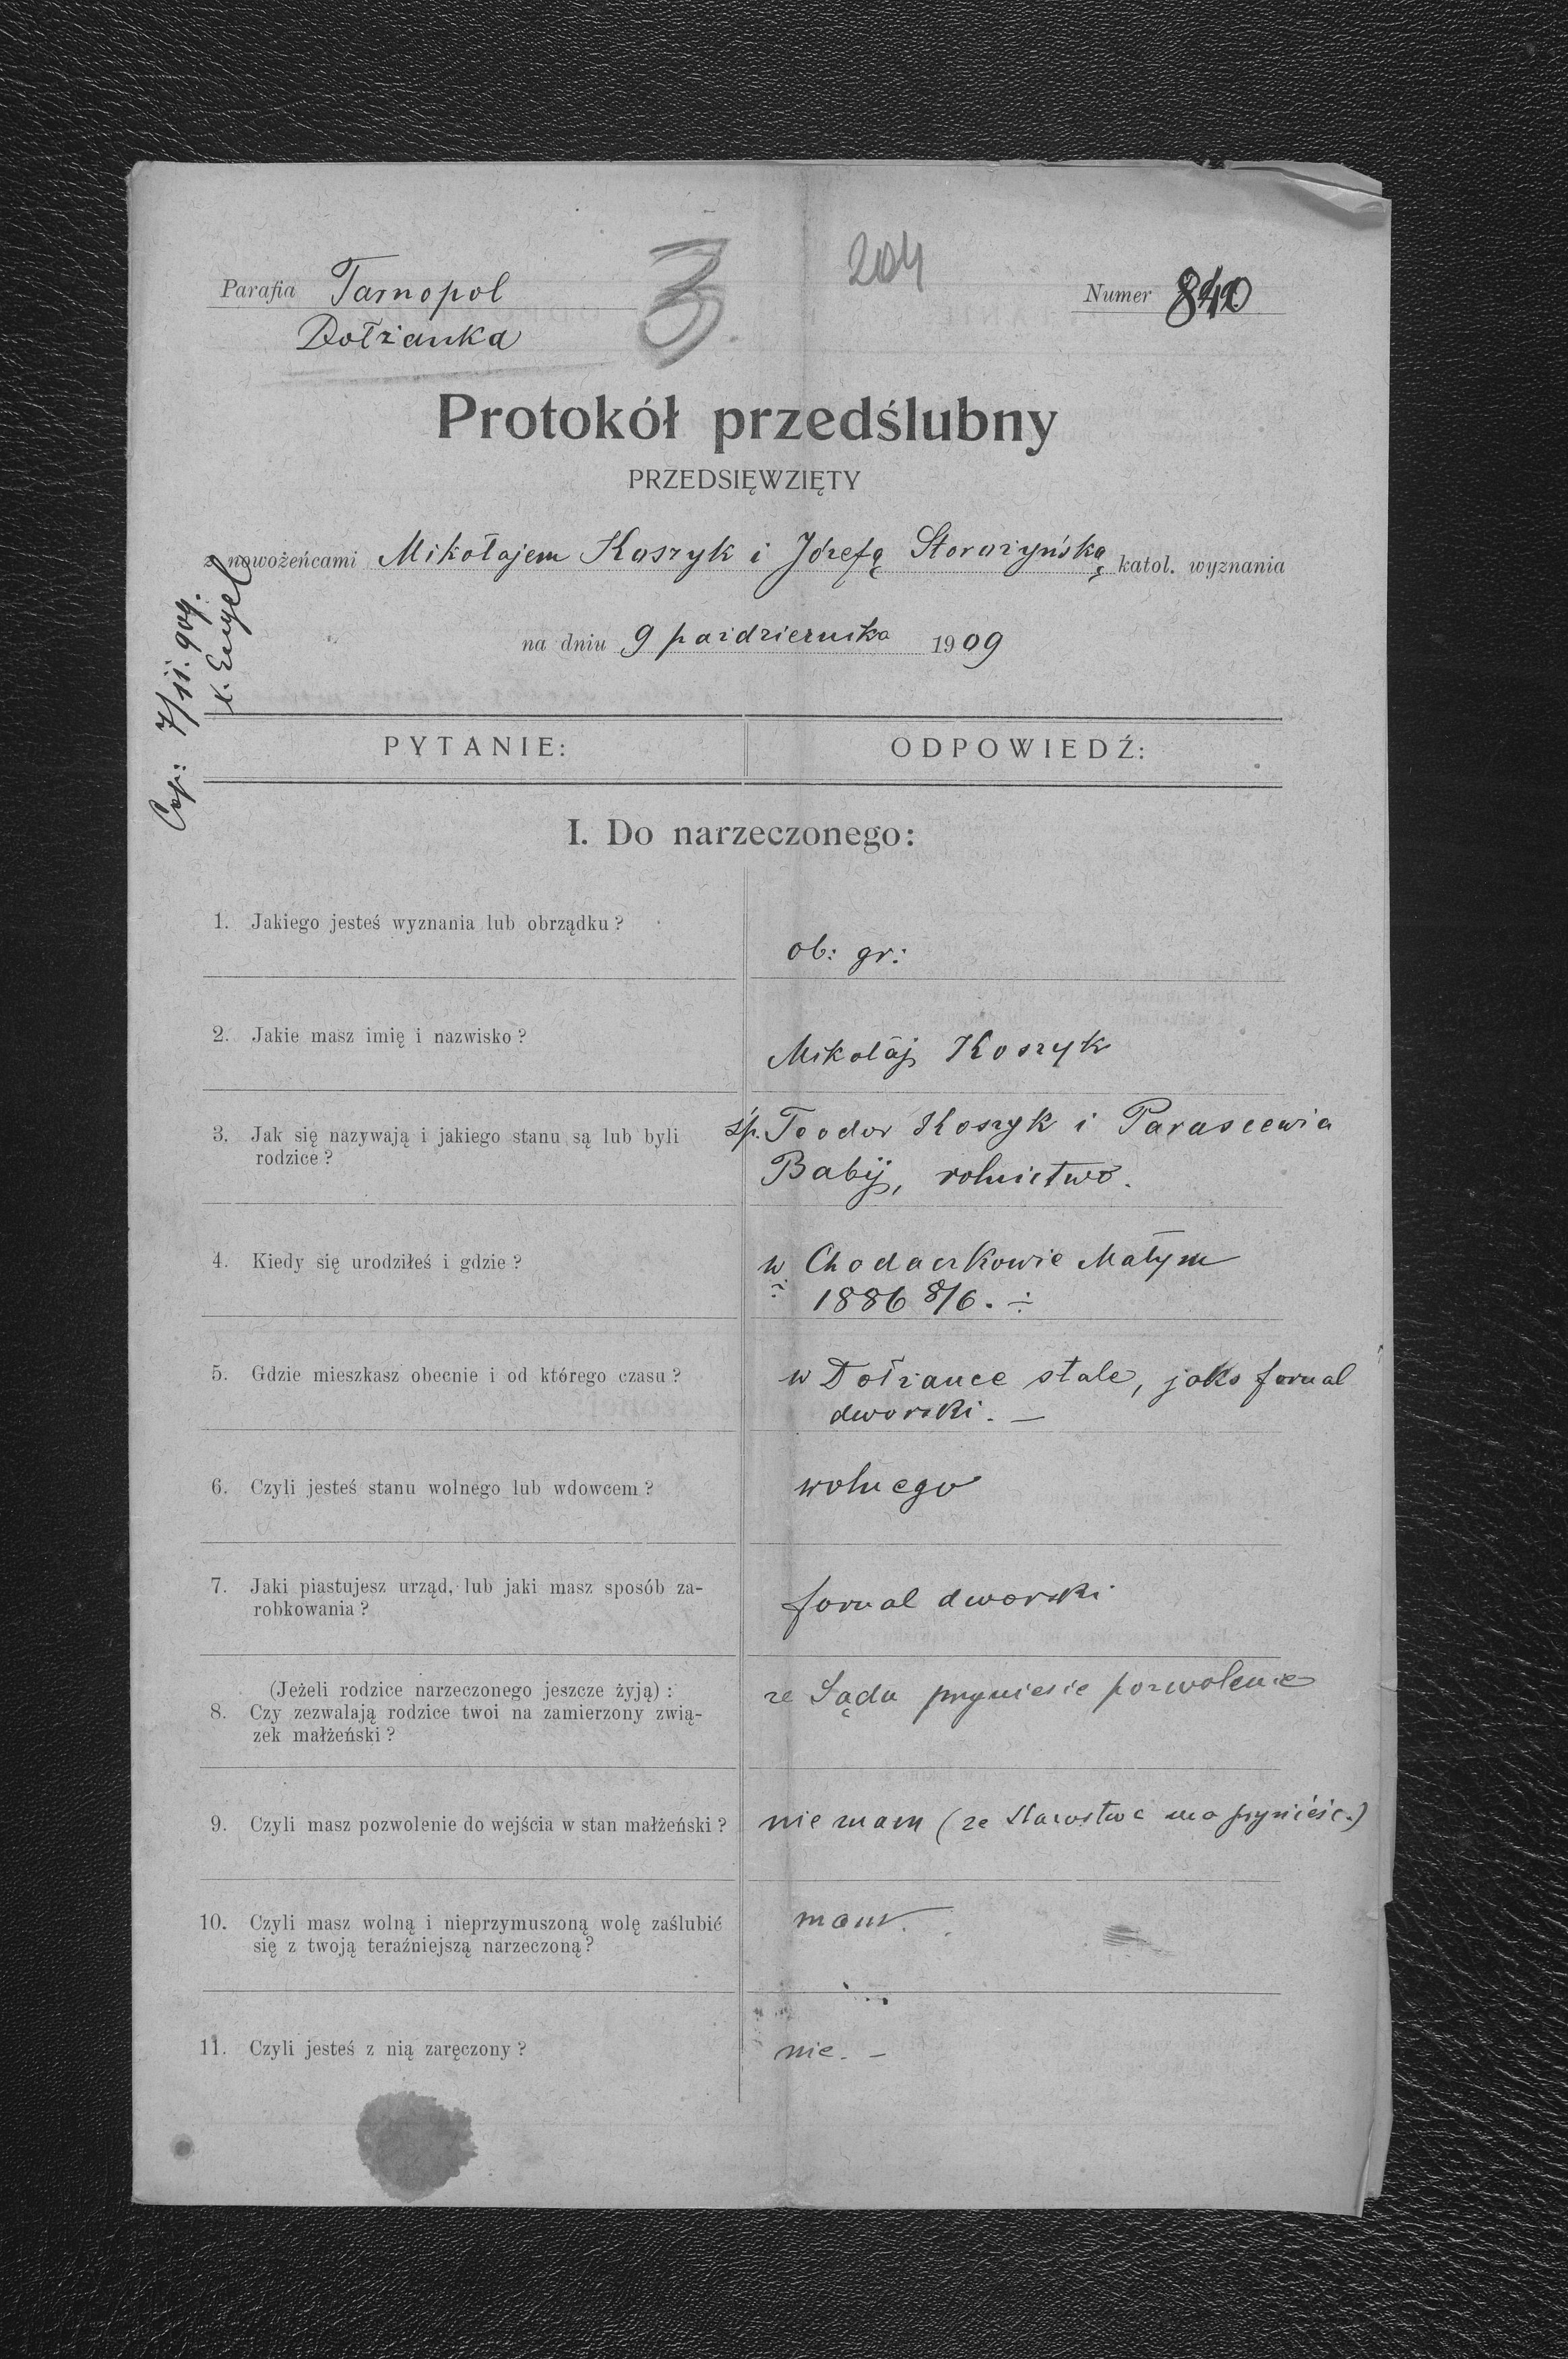 Parafia Tarnopol
Dołżanka
3.
204
Numer 840
Protokół przedślubny
PRZEDSIĘWZIĘTY
z nowożeńcami Mikołajem Koszyk i Józefą Storożyńską katol. wyznania
na dniu 9 października 1909
Cop: 7/11. 909.
x. Engel
PYTANIE:
ODPOWIEDŹ:
I. Do narzeczonego:
1. Jakiego jesteś wyznania lub obrządku?
ob: gr:
2. Jakie masz imię i nazwisko?
Mikołaj Koszyk
3. Jak się nazywają i jakiego stanu są lub byli
rodzice?
śp. Teodor Koszyk i Parascewia
Babij, rolnictwo.
4. Kiedy się urodziłeś i gdzie?
w Chodaczkowie Małym
1886 8/6. ÷
5. Gdzie mieszkasz obecnie i od którego czasu?
w Dołżance stale, jako fornal
dworski. —
6. Czyli jesteś stanu wolnego lub wdowcem?
wolnego
7. Jaki piastujesz urząd, lub jaki masz sposób za-
robkowania?
fornal dworski
(Jeżeli rodzice narzeczonego jeszcze żyją):
8. Czy zezwalają rodzice twoi na zamierzony zwią-
zek małżeński?
ze Sądu przyniesie pozwolenie
9. Czyli masz pozwolenie do wejścia w stan małżeński?
nie mam (ze Starostwa ma przynieść.)
10. Czyli masz wolną i nieprzymuszoną wolę zaślubić
się z twoją teraźniejszą narzeczoną?
mam.
11. Czyli jesteś z nią zaręczony?
nie. —